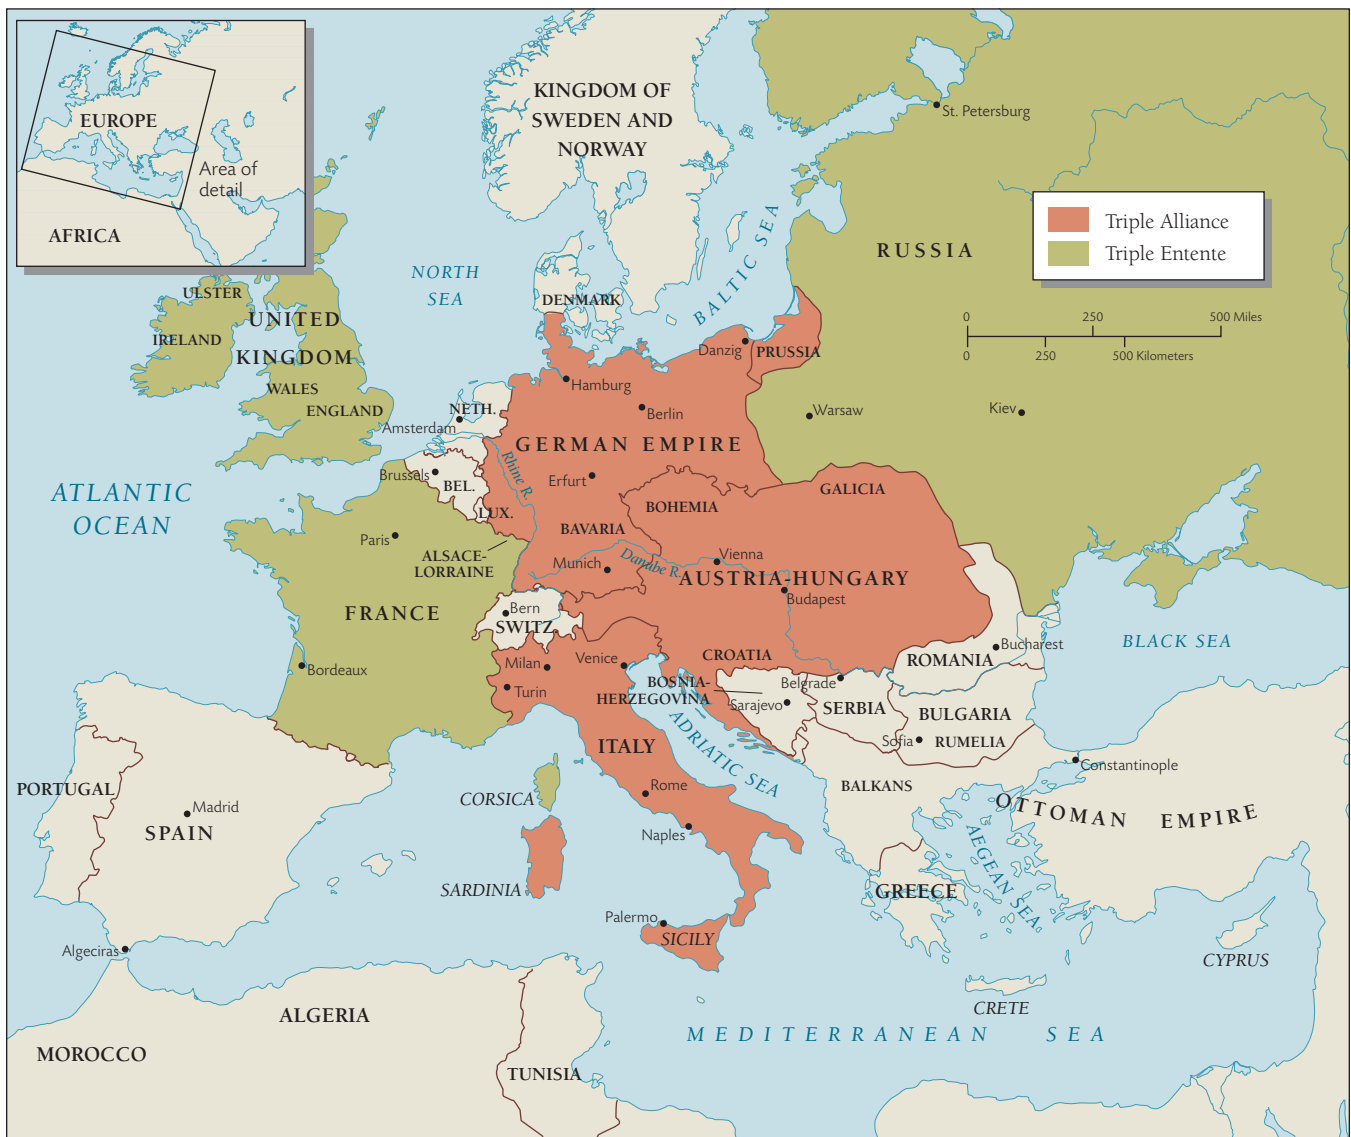 EUROPE
Area of
detail
AFRICA
KINGDOM OF
SWEDEN AND
NORWAY
St. Petersburg
Triple Alliance
Triple Entente
RUSSIA
0 250 500 Miles
0 250 500 Kilometers
NORTH
SEA
BALTIC SEA
DENMARK
ULSTER
UNITED
KINGDOM
IRELAND
WALES
ENGLAND
Danzig
PRUSSIA
Hamburg
Berlin
NETH.
Amsterdam
Warsaw
Kiev
GERMAN EMPIRE
Rhine R.
Brussels
BEL.
Erfurt
LUX.
BOHEMIA
GALICIA
ATLANTIC
OCEAN
BAVARIA
Paris
ALSACE-
LORRAINE
Munich
Danube R.
Vienna
AUSTRIA-HUNGARY
Budapest
FRANCE
Bern
SWITZ.
BLACK SEA
Bucharest
ROMANIA
Bordeaux
Milan
Venice
Turin
CROATIA
BOSNIA-
HERZEGOVINA
Belgrade
Sarajevo
SERBIA
BULGARIA
Sofia
RUMELIA
ADRIATIC SEA
ITALY
Constantinople
PORTUGAL
Madrid
SPAIN
CORSICA
Rome
BALKANS
OTTOMAN EMPIRE
Naples
AEGEAN SEA
SARDINIA
GREECE
Palermo
SICILY
Algeciras
CYPRUS
CRETE
ALGERIA
MEDITERRANEAN SEA
MOROCCO
TUNISIA